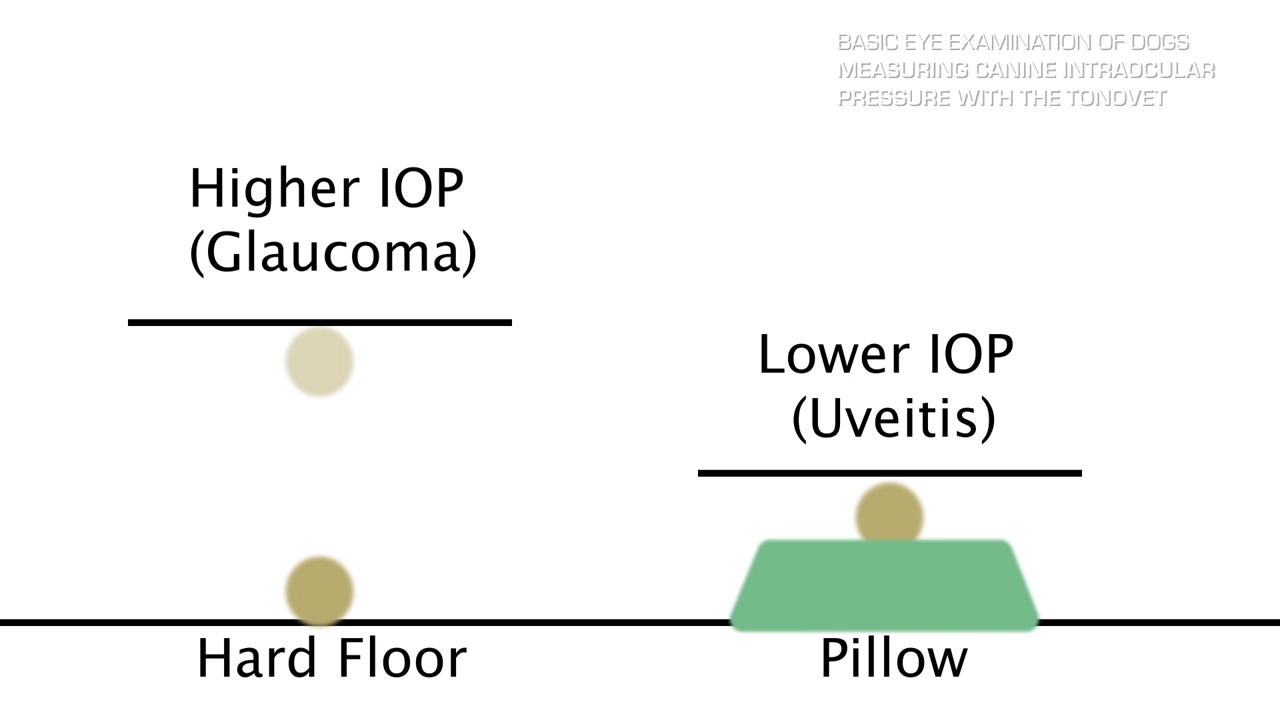 BASIC EYE EXAMINATION OF DOGS
MEASURING CANINE INTRAOCULAR
PRESSURE WITH THE TONOVET
Higher IOP
(Glaucoma)
Lower IOP
(Uveitis)
Hard Floor
Pillow